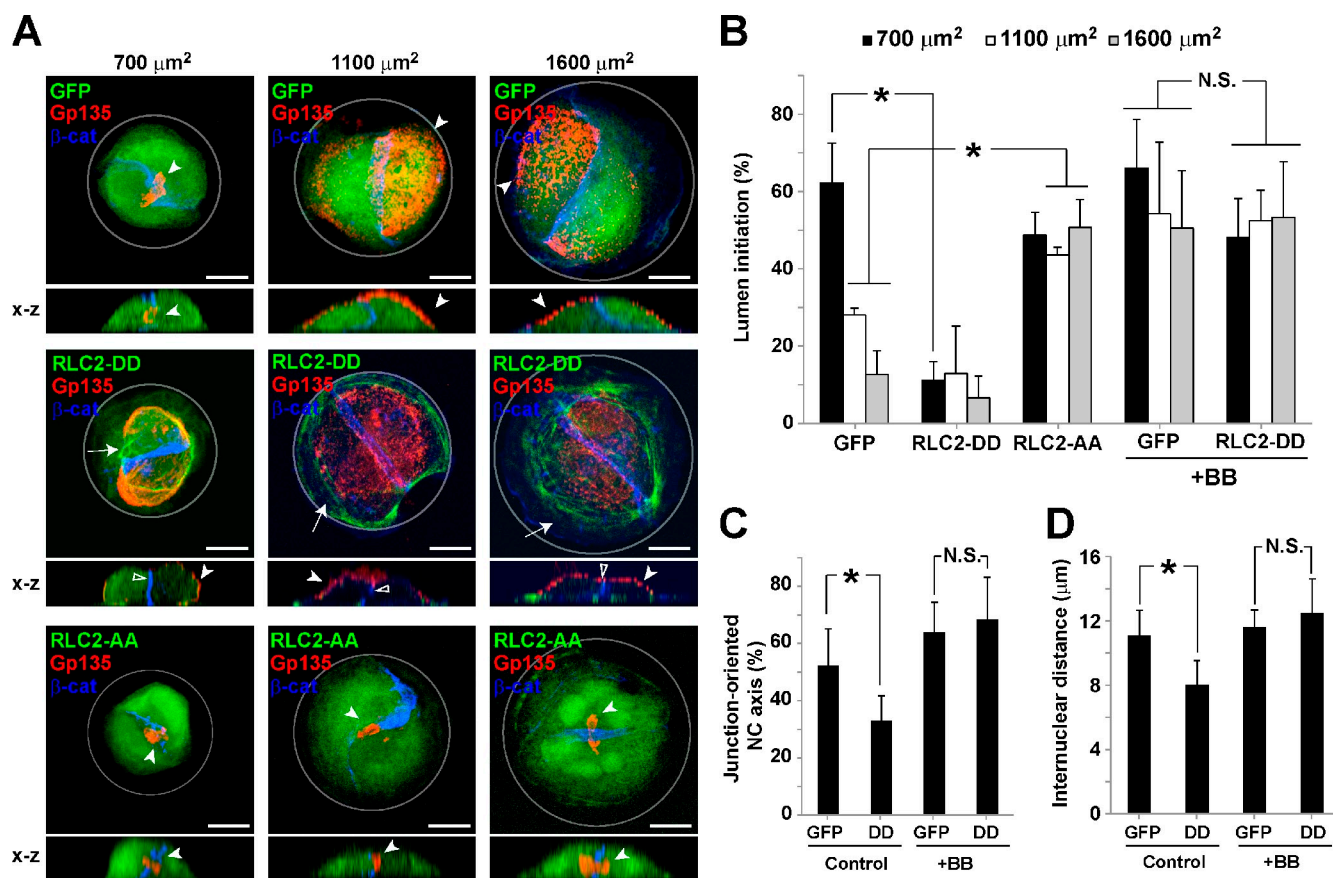 A
700 μm²
1100 μm²
1600 μm²
GFP
Gp135
β-cat
GFP
Gp135
β-cat
GFP
Gp135
β-cat
x-z
RLC2-DD
Gp135
β-cat
RLC2-DD
Gp135
β-cat
RLC2-DD
Gp135
β-cat
x-z
RLC2-AA
Gp135
β-cat
RLC2-AA
Gp135
β-cat
RLC2-AA
Gp135
β-cat
x-z
B
700 μm² 1100 μm² 1600 μm²
Lumen initiation (%)
80
60
40
20
0
*
*
N.S.
GFP RLC2-DD RLC2-AA GFP RLC2-DD
+BB
C
Junction-oriented
NC axis (%)
80
60
40
20
0
*
N.S.
GFP DD GFP DD
Control +BB
D
Internuclear distance (μm)
16
12
8
4
0
*
N.S.
GFP DD GFP DD
Control +BB